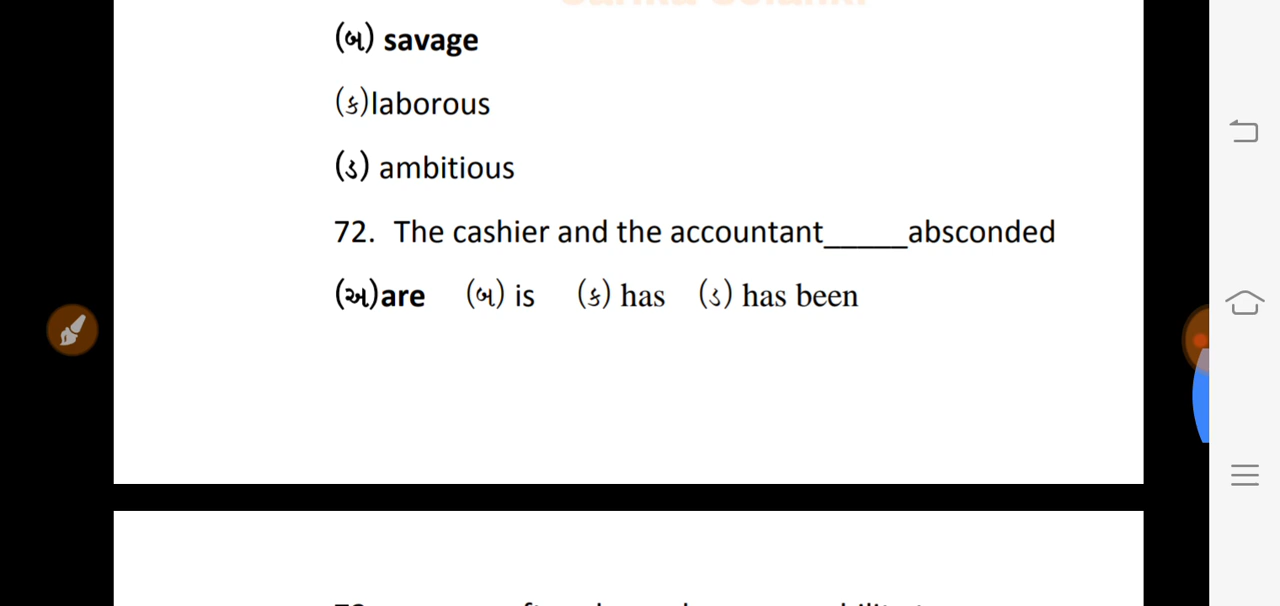 (બ) savage
(ક)laborous
(ડ) ambitious
72. The cashier and the accountant_____absconded
(અ)are (બ) is (ક) has (ડ) has been